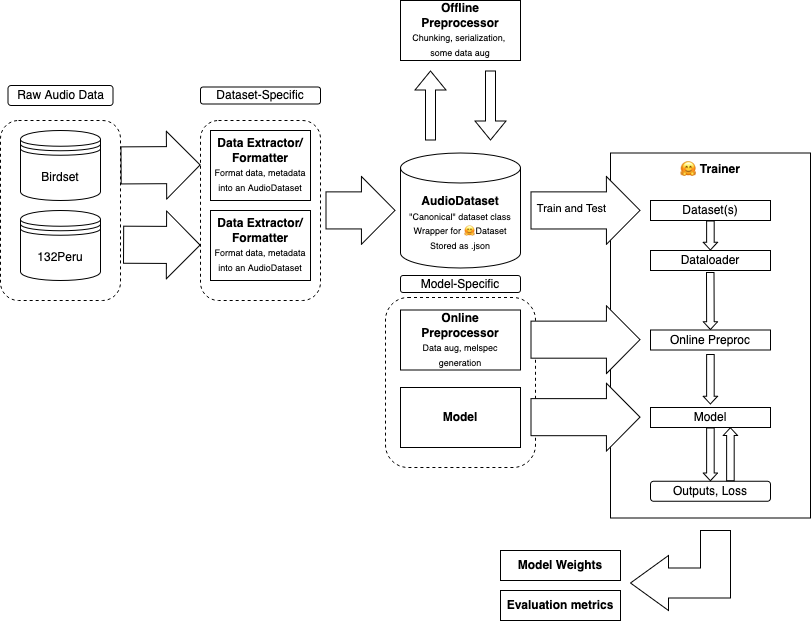 Offline
Preprocessor
Chunking, serialization,
some data aug
Raw Audio Data
Dataset-Specific
Birdset
132Peru
Data Extractor/
Formatter
Format data, metadata
into an AudioDataset
Data Extractor/
Formatter
Format data, metadata
into an AudioDataset
AudioDataset
"Canonical" dataset class
Wrapper for 🤗Dataset
Stored as .json
Model-Specific
Online
Preprocessor
Data aug, melspec
generation
Model
Train and Test
🤗 Trainer
Dataset(s)
Dataloader
Online Preproc
Model
Outputs, Loss
Model Weights
Evaluation metrics